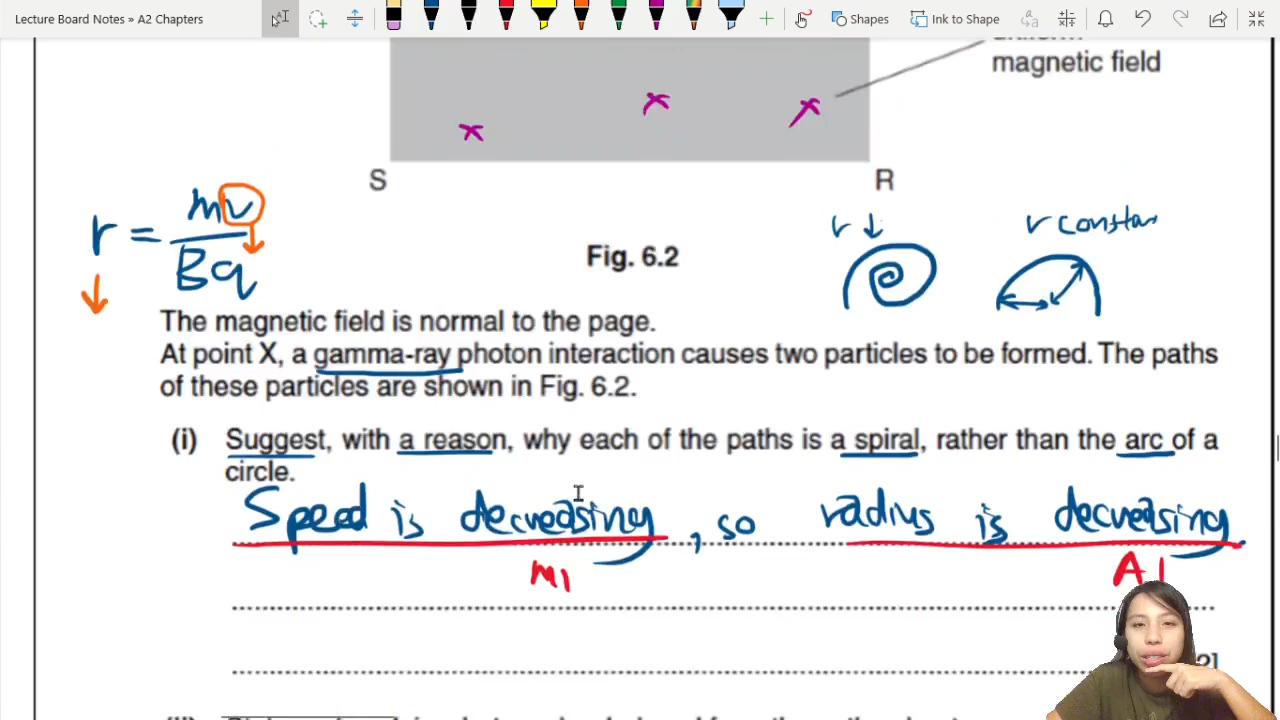 Lecture Board Notes » A2 Chapters
Shapes
Ink to Shape
magnetic field
S
R
r = mv / Bq
r ↓
r constan
Fig. 6.2
The magnetic field is normal to the page.
At point X, a gamma-ray photon interaction causes two particles to be formed. The paths
of these particles are shown in Fig. 6.2.
(i) Suggest, with a reason, why each of the paths is a spiral, rather than the arc of a
circle.
Speed is decreasing, so radius is decreasing.
M1
A1
2]